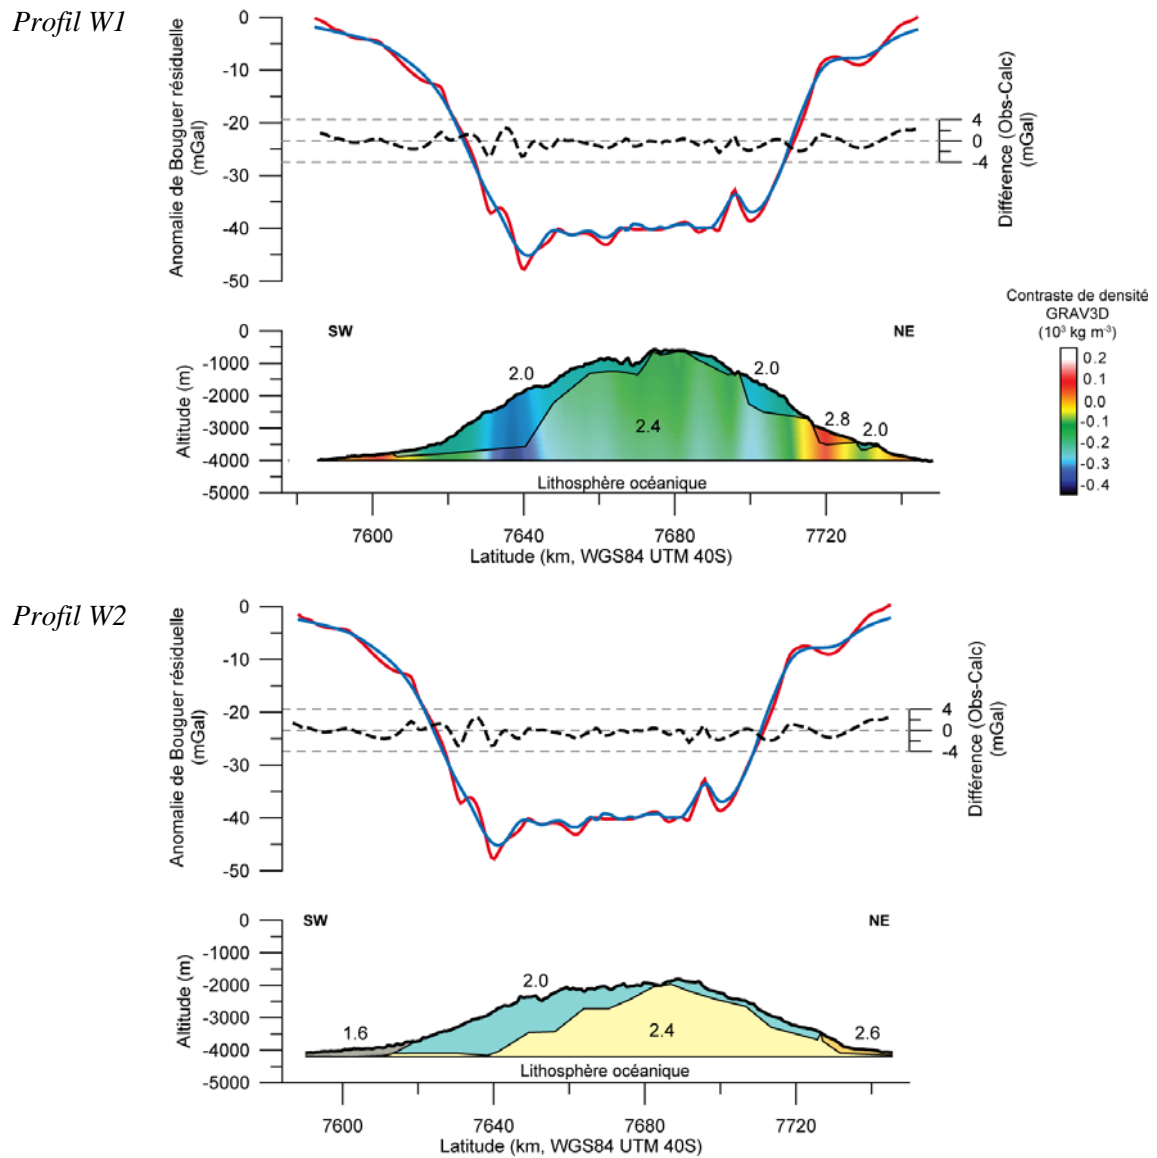 Profil W1
Anomalie de Bouguer résiduelle
(mGal)
0
-10
-20
-30
-40
-50
4
0
-4
Différence (Obs-Calc)
(mGal)
Altitude (m)
0
-1000
-2000
-3000
-4000
-5000
SW
NE
2.0
2.0
2.4
2.8
2.0
Lithosphère océanique
7600
7640
7680
7720
Latitude (km, WGS84 UTM 40S)
Contraste de densité
GRAV3D
(10³ kg m⁻³)
0.2
0.1
0.0
-0.1
-0.2
-0.3
-0.4
Profil W2
Anomalie de Bouguer résiduelle
(mGal)
0
-10
-20
-30
-40
-50
4
0
-4
Différence (Obs-Calc)
(mGal)
Altitude (m)
0
-1000
-2000
-3000
-4000
-5000
SW
NE
2.0
1.6
2.4
2.6
Lithosphère océanique
7600
7640
7680
7720
Latitude (km, WGS84 UTM 40S)